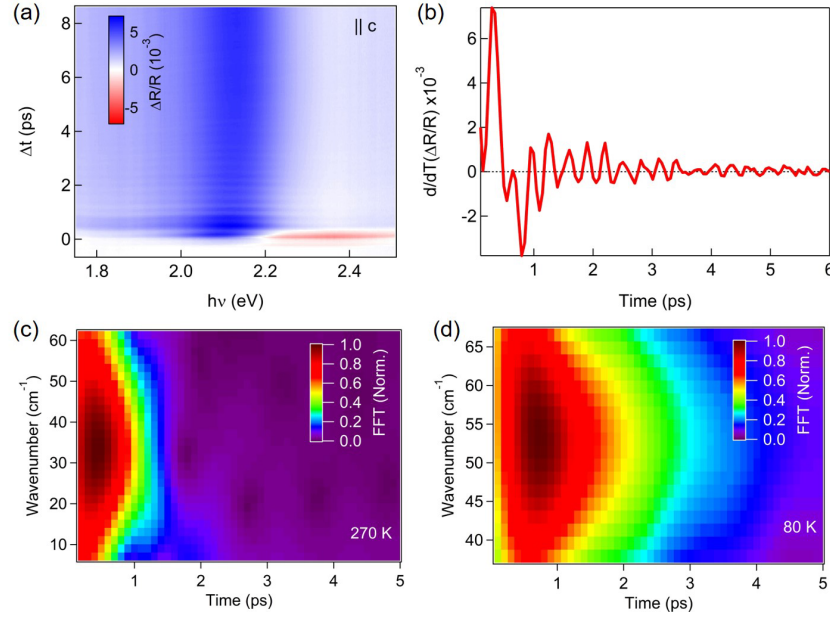 (a)
|| c
5
0
-5
ΔR/R (10⁻³)
8
6
4
2
0
Δt (ps)
1.8 2.0 2.2 2.4
hν (eV)
(b)
6
4
2
0
-2
d/dT(ΔR/R) x10⁻³
1 2 3 4 5 6
Time (ps)
(c)
60
50
40
30
20
10
Wavenumber (cm⁻¹)
1.0
0.8
0.6
0.4
0.2
0.0
FFT (Norm.)
270 K
1 2 3 4 5
Time (ps)
(d)
65
60
55
50
45
40
Wavenumber (cm⁻¹)
1.0
0.8
0.6
0.4
0.2
0.0
FFT (Norm.)
80 K
1 2 3 4 5
Time (ps)